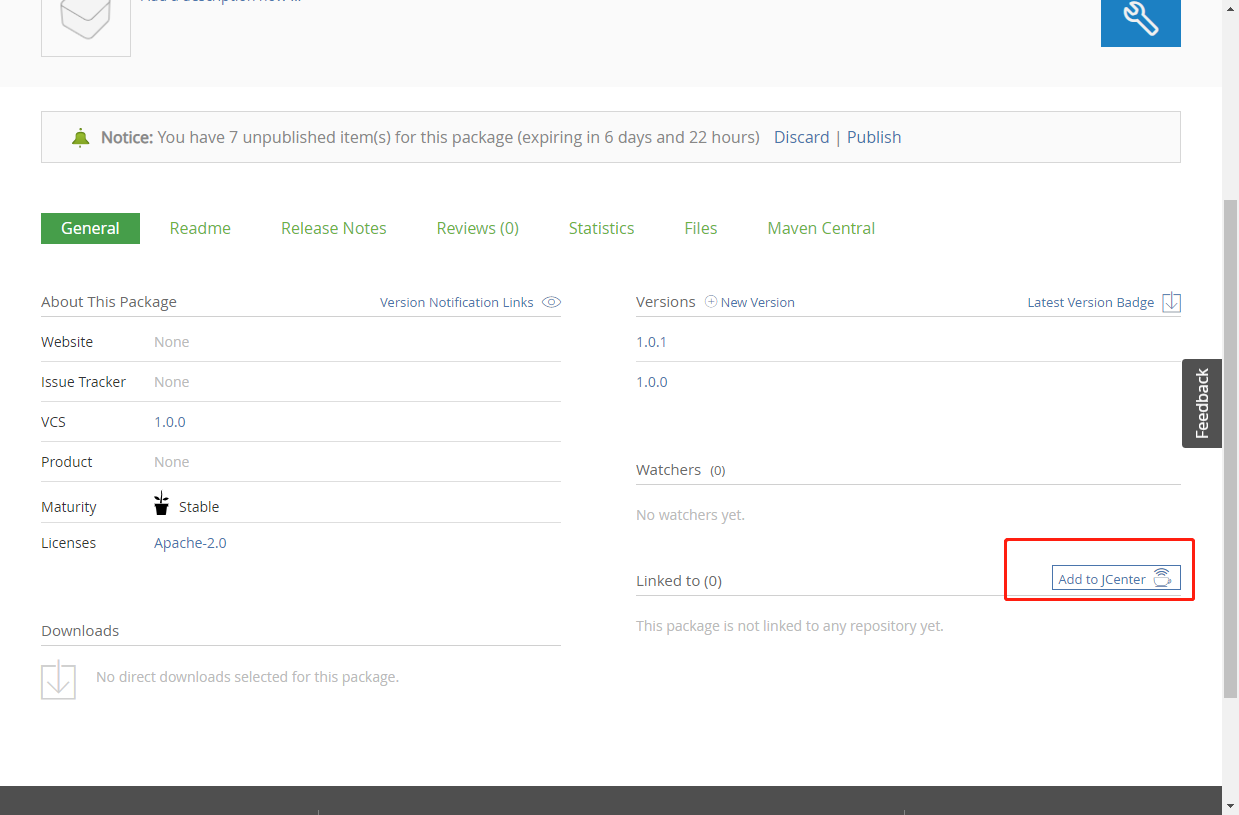 Add a description now ...
Notice: You have 7 unpublished item(s) for this package (expiring in 6 days and 22 hours) Discard | Publish
General Readme Release Notes Reviews (0) Statistics Files Maven Central
About This Package Version Notification Links
Website None
Issue Tracker None
VCS 1.0.0
Product None
Maturity Stable
Licenses Apache-2.0
Downloads
No direct downloads selected for this package.
Versions New Version Latest Version Badge
1.0.1
1.0.0
Watchers (0)
No watchers yet.
Linked to (0) Add to JCenter
This package is not linked to any repository yet.
Feedback